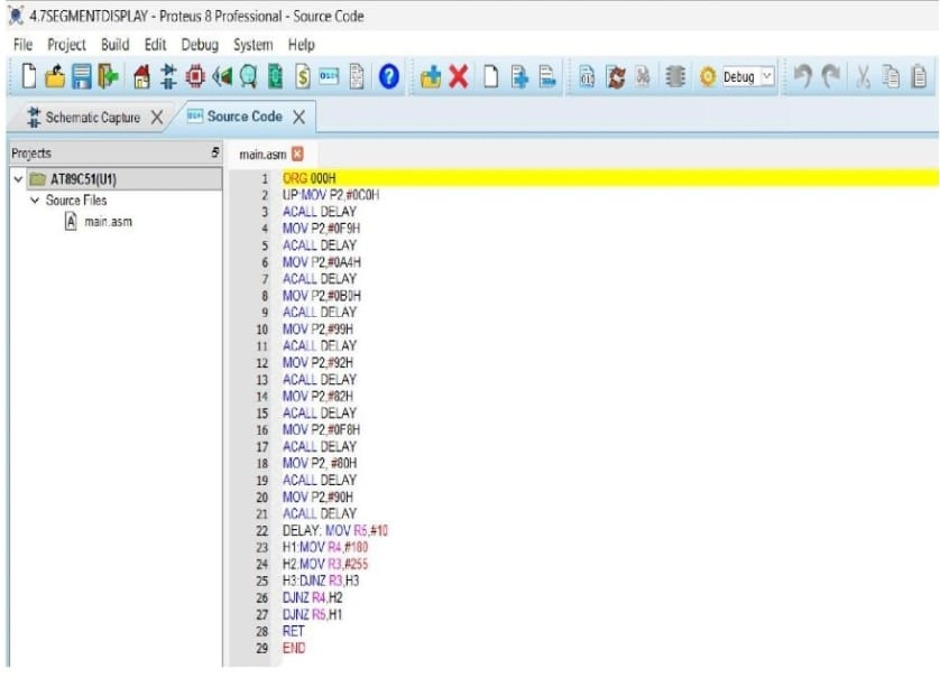 4.7SEGMENTDISPLAY - Proteus 8 Professional - Source Code
File Project Build Edit Debug System Help
Debug
Schematic Capture X Source Code X
Projects
main.asm
AT89C51(U1)
Source Files
main.asm
1 ORG 000H
2 UP:MOV P2,#0C0H
3 ACALL DELAY
4 MOV P2,#0F9H
5 ACALL DELAY
6 MOV P2,#0A4H
7 ACALL DELAY
8 MOV P2,#0B0H
9 ACALL DELAY
10 MOV P2,#99H
11 ACALL DELAY
12 MOV P2,#92H
13 ACALL DELAY
14 MOV P2,#82H
15 ACALL DELAY
16 MOV P2,#0F8H
17 ACALL DELAY
18 MOV P2, #80H
19 ACALL DELAY
20 MOV P2,#90H
21 ACALL DELAY
22 DELAY: MOV R5,#10
23 H1:MOV R4,#180
24 H2:MOV R3,#255
25 H3:DJNZ R3,H3
26 DJNZ R4,H2
27 DJNZ R5,H1
28 RET
29 END